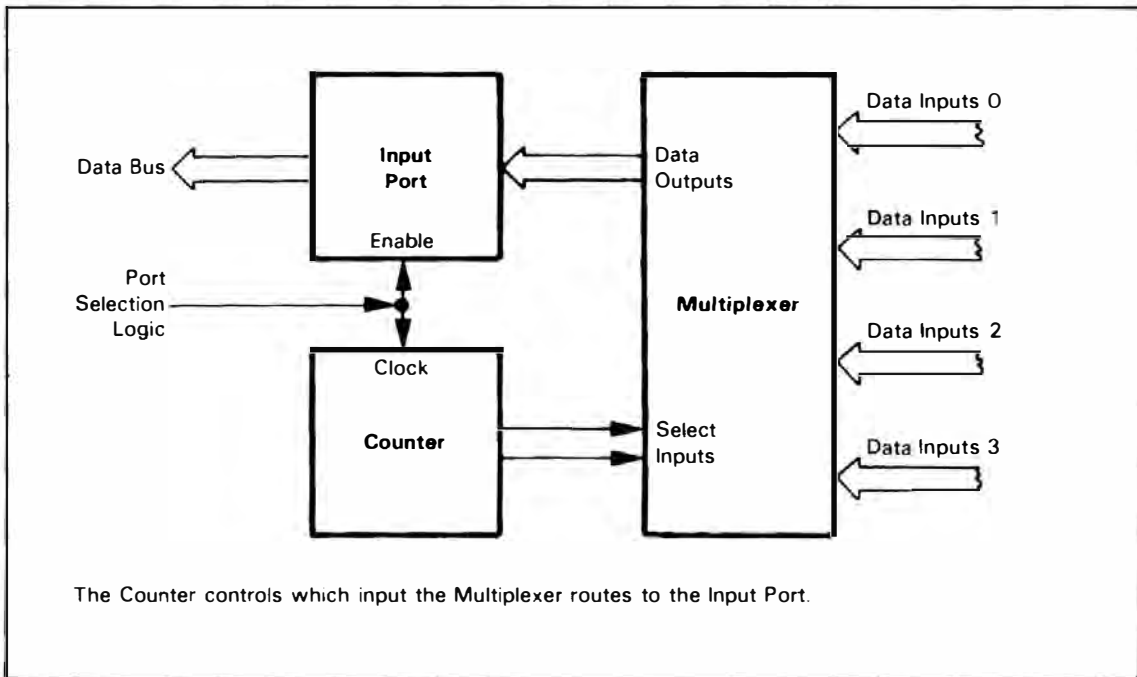 Data Inputs 0
Data Bus
Input
Port
Data
Outputs
Enable
Data Inputs 1
Port
Selection
Logic
Multiplexer
Data Inputs 2
Clock
Counter
Select
Inputs
Data Inputs 3
The Counter controls which input the Multiplexer routes to the Input Port.